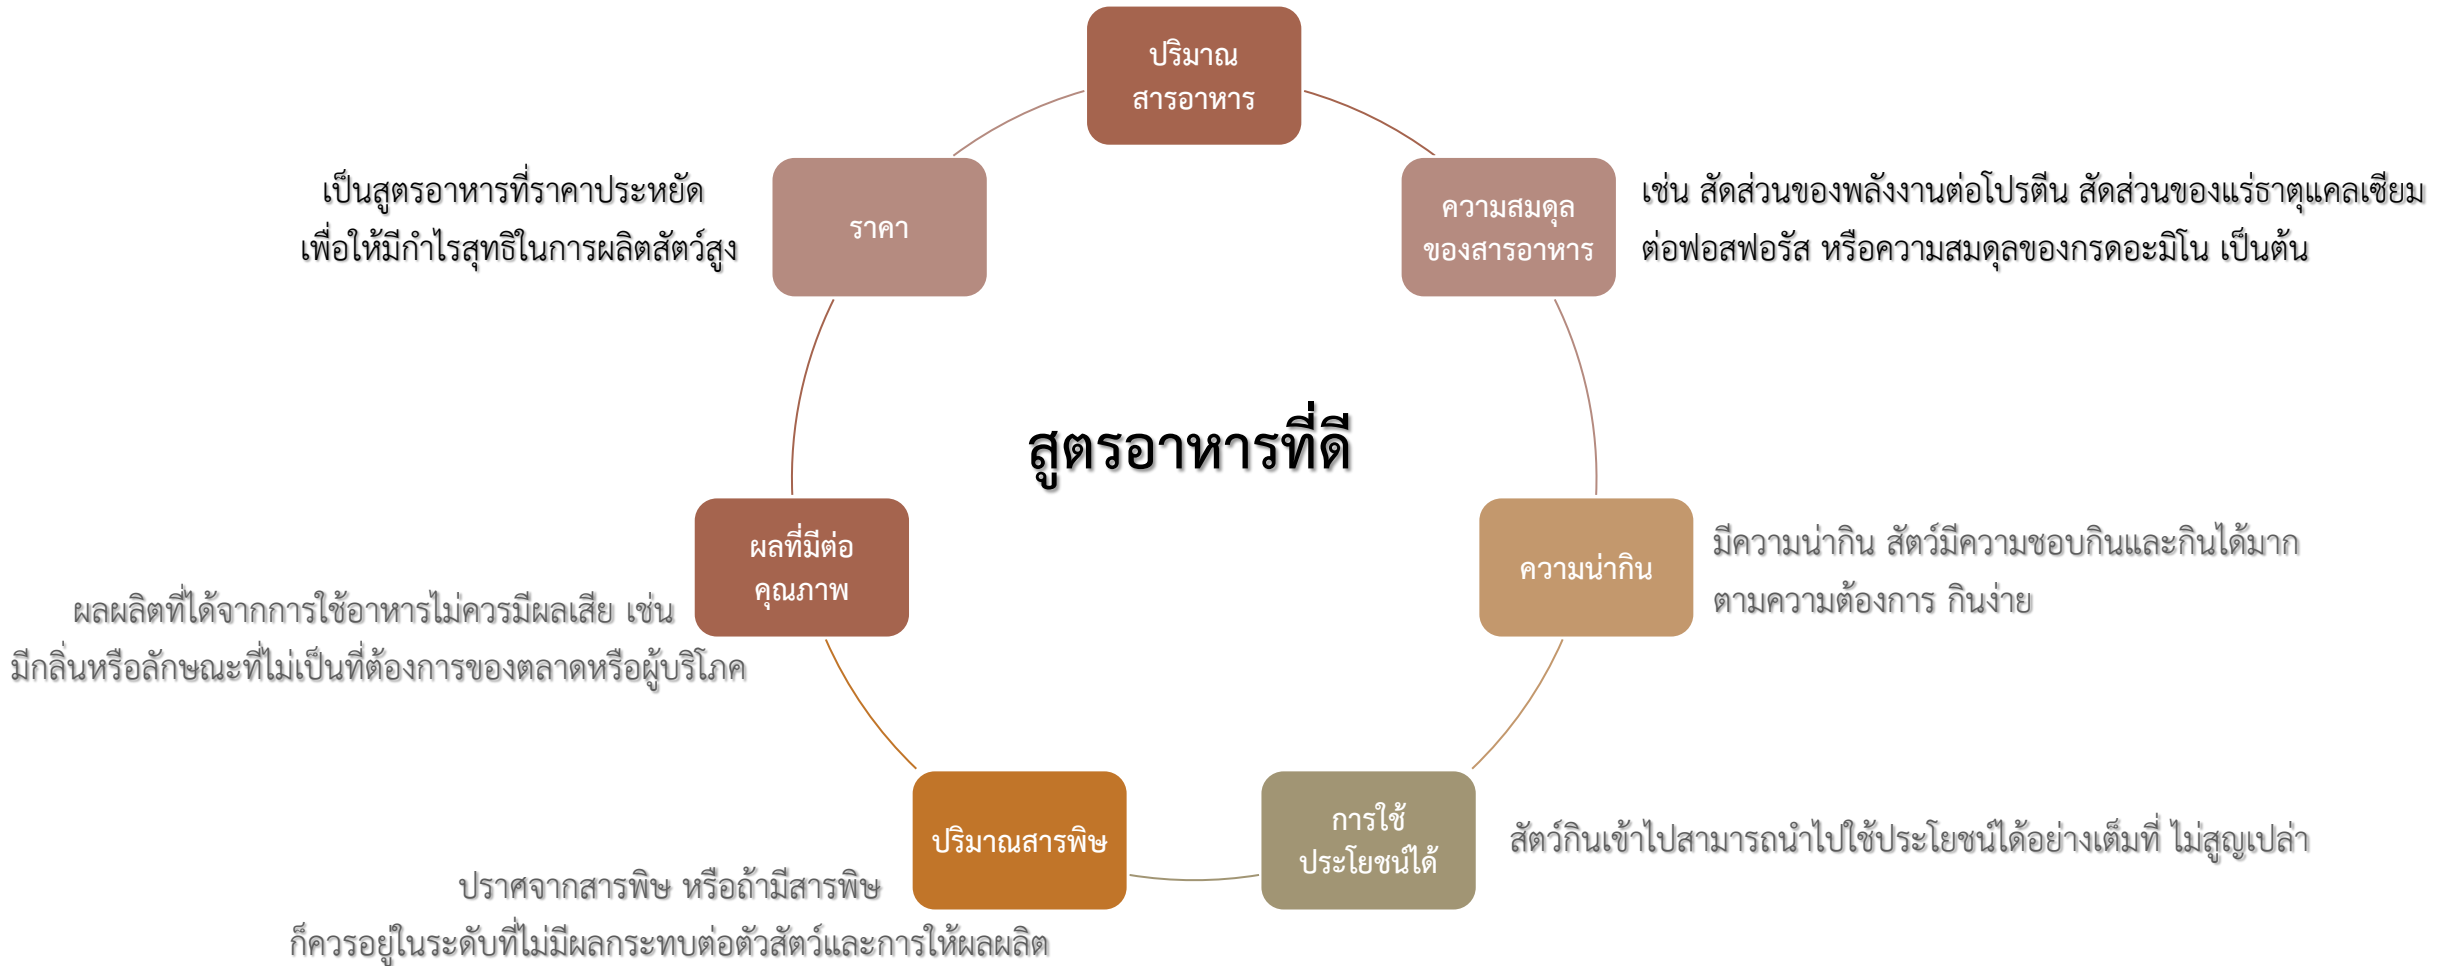 ปริมาณ
สารอาหาร
ความสมดุล
ของสารอาหาร
เช่น สัดส่วนของพลังงานต่อโปรตีน สัดส่วนของแร่ธาตุแคลเซียม
ต่อฟอสฟอรัส หรือความสมดุลของกรดอะมิโน เป็นต้น
ความน่ากิน
มีความน่ากิน สัตว์มีความชอบกินและกินได้มาก
ตามความต้องการ กินง่าย
การใช้
ประโยชน์ได้
สัตว์กินเข้าไปสามารถนำไปใช้ประโยชน์ได้อย่างเต็มที่ ไม่สูญเปล่า
ปริมาณสารพิษ
ปราศจากสารพิษ หรือถ้ามีสารพิษ
ก็ควรอยู่ในระดับที่ไม่มีผลกระทบต่อตัวสัตว์และการให้ผลผลิต
ผลที่มีต่อ
คุณภาพ
ผลผลิตที่ได้จากการใช้อาหารไม่ควรมีผลเสีย เช่น
มีกลิ่นหรือลักษณะที่ไม่เป็นที่ต้องการของตลาดหรือผู้บริโภค
ราคา
เป็นสูตรอาหารที่ราคาประหยัด
เพื่อให้มีกำไรสุทธิในการผลิตสัตว์สูง
สูตรอาหารที่ดี